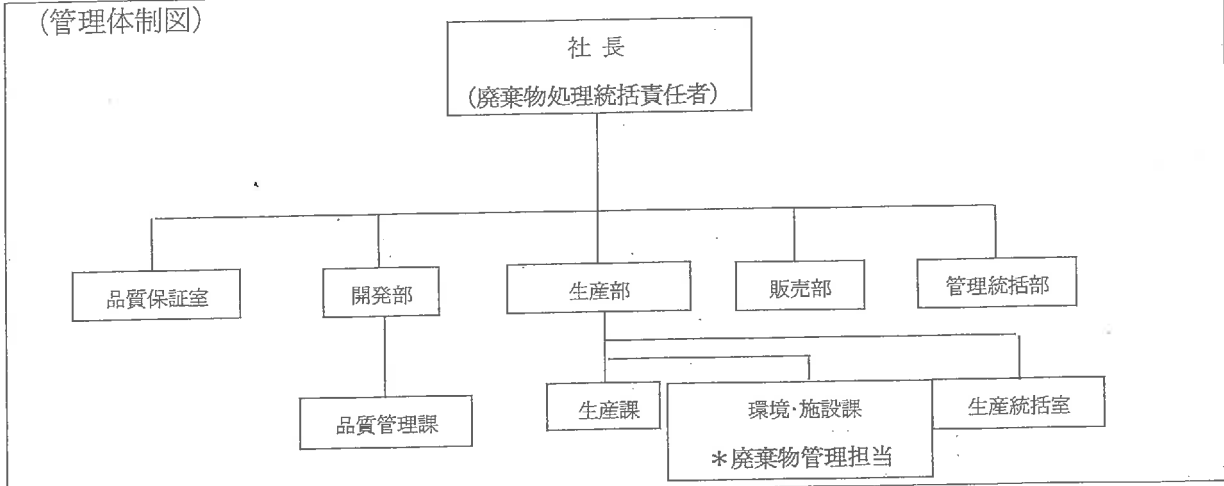 (管理体制図)
社 長
(廃棄物処理統括責任者)
品質保証室
開発部
生産部
販売部
管理統括部
品質管理課
生産課
環境・施設課
*廃棄物管理担当
生産統括室